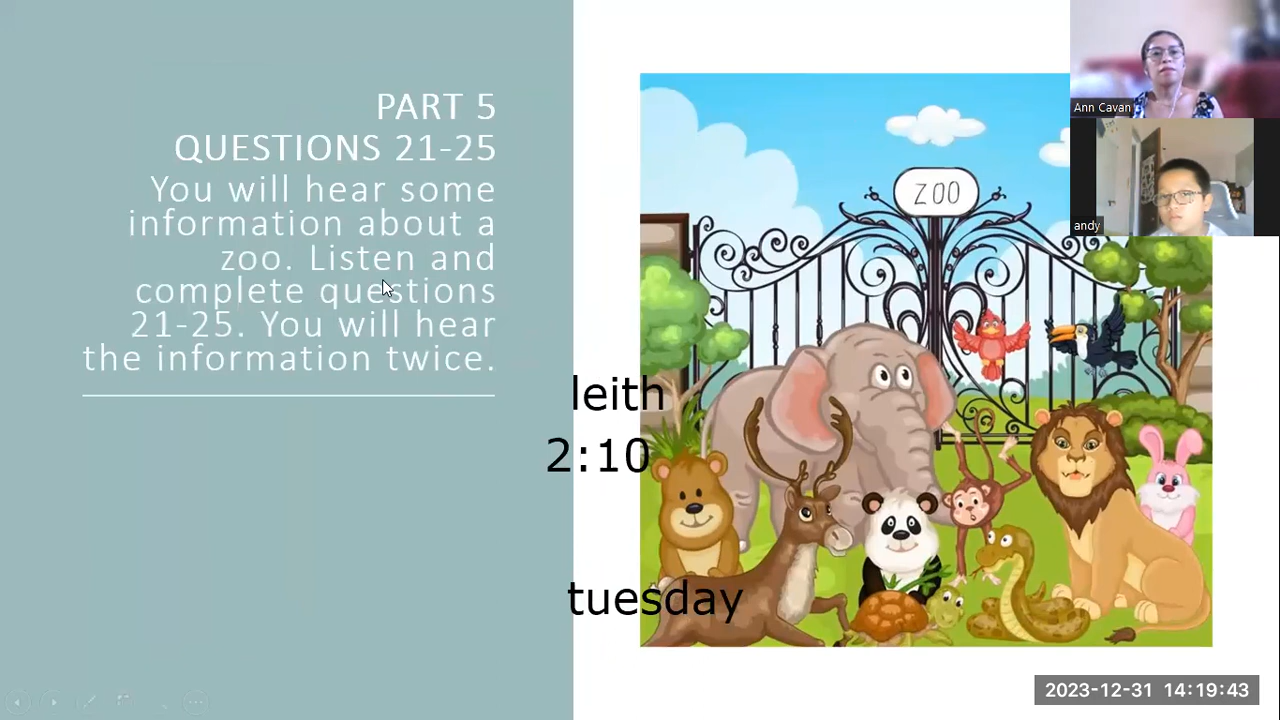 PART 5
QUESTIONS 21-25
You will hear some
information about a
zoo. Listen and
complete questions
21-25. You will hear
the information twice.
leith
2:10
tuesday
ZOO
Ann Cavan
andy
2023-12-31 14:19:43